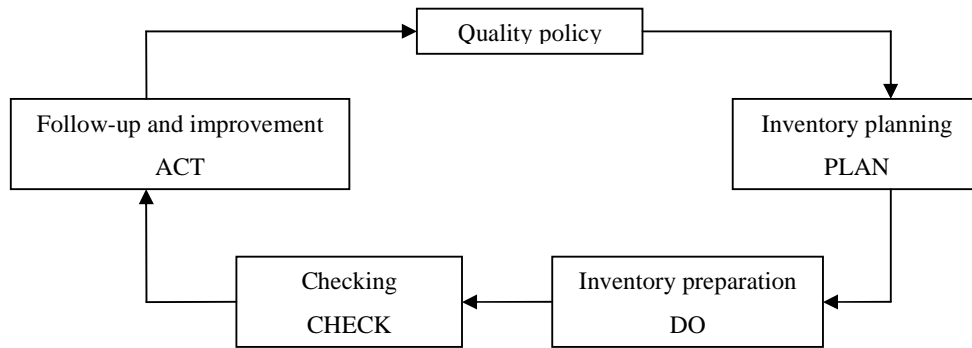 Quality policy
Follow-up and improvement
ACT
Inventory planning
PLAN
Checking
CHECK
Inventory preparation
DO